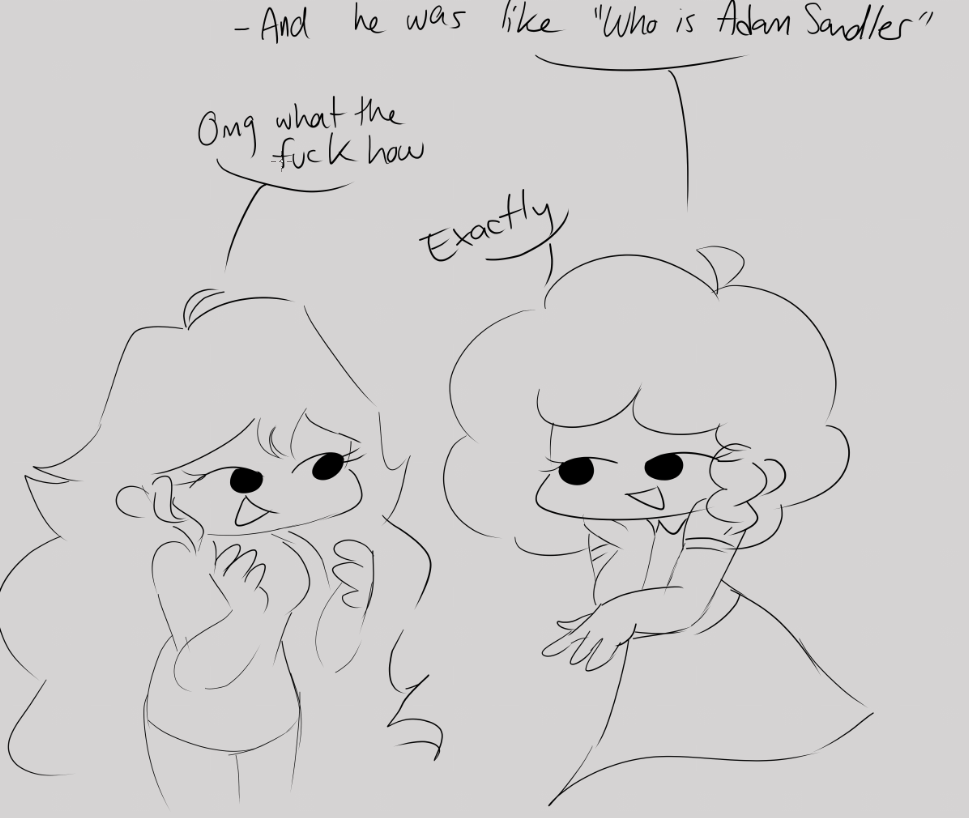 -And he was like "Who is Adam Sandler"
Omg what the
fuck how
Exactly